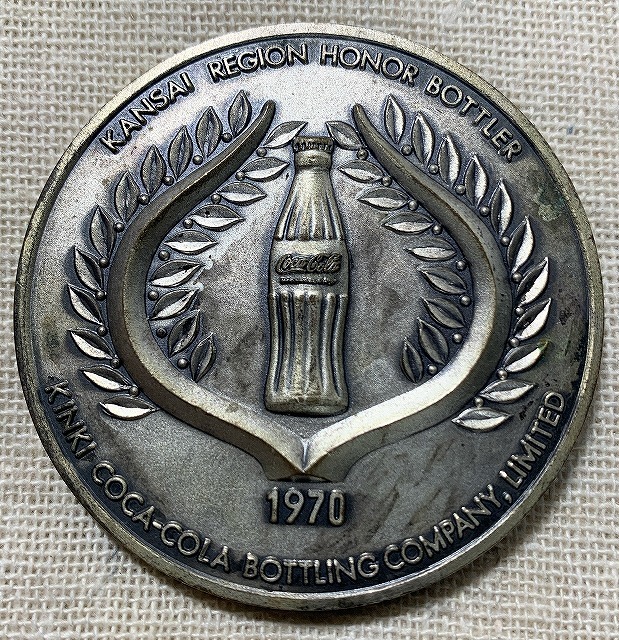 KANSAI REGION HONOR BOTTLER
Coca-Cola
1970
KINKI COCA-COLA BOTTLING COMPANY, LIMITED